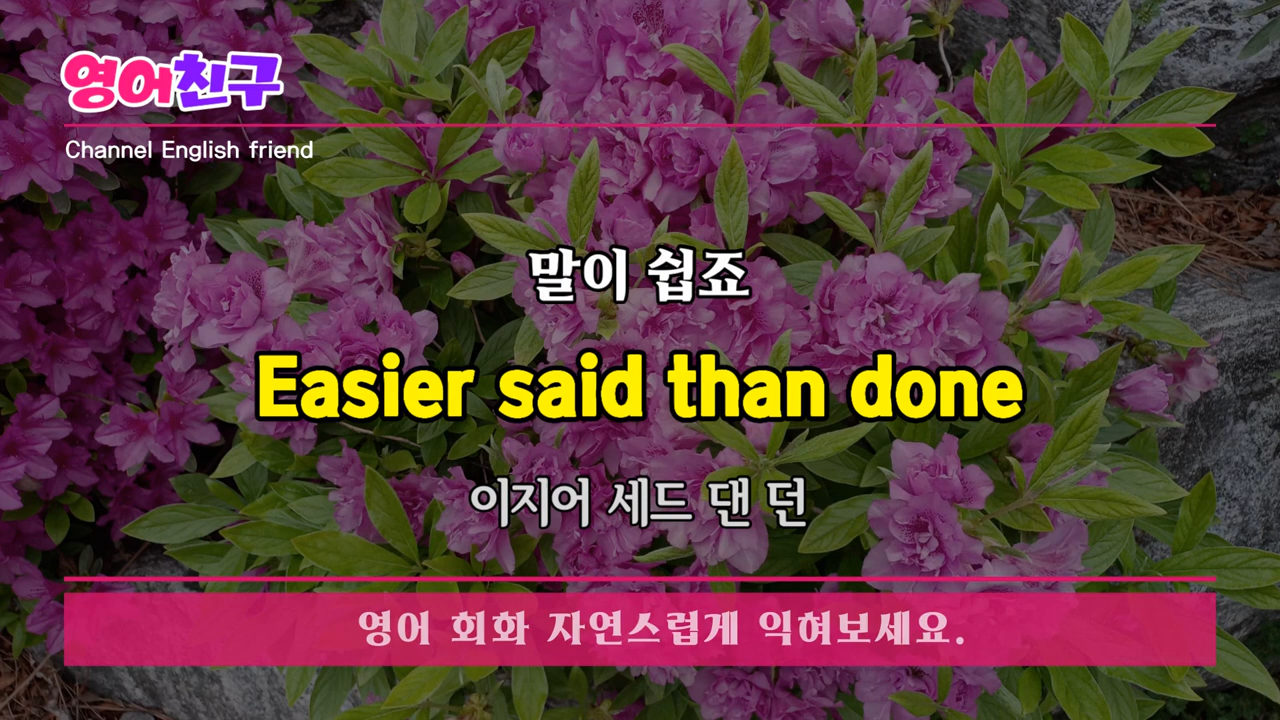 영어친구
Channel English friend
말이 쉽죠
Easier said than done
이지어 세드 댄 던
영어 회화 자연스럽게 익혀보세요.